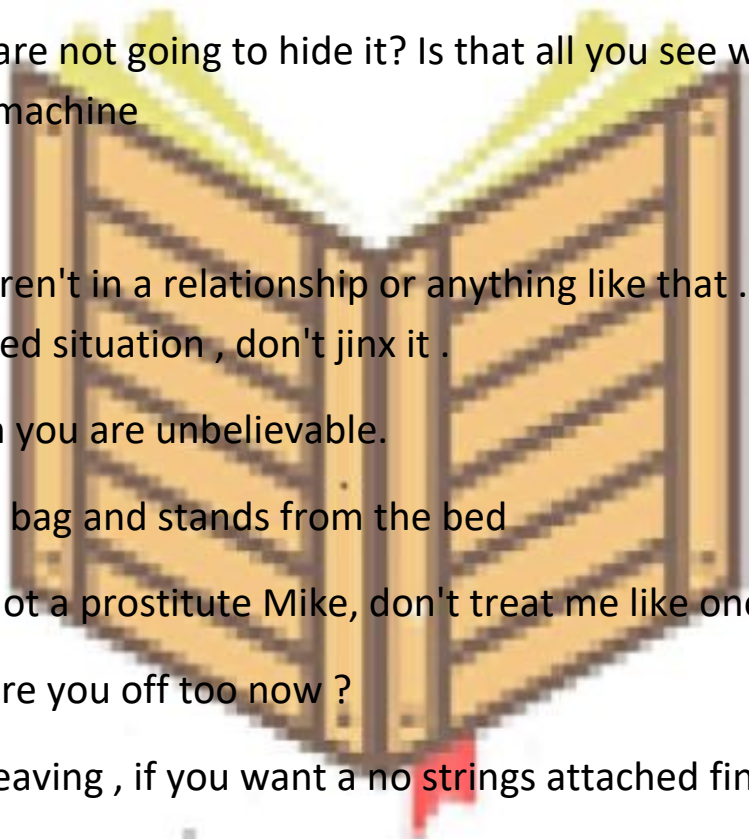 are not going to hide it? Is that all you see w
machine
ren't in a relationship or anything like that .
ed situation , don't jinx it .
you are unbelievable.
bag and stands from the bed
ot a prostitute Mike, don't treat me like one
re you off too now ?
eaving , if you want a no strings attached fin